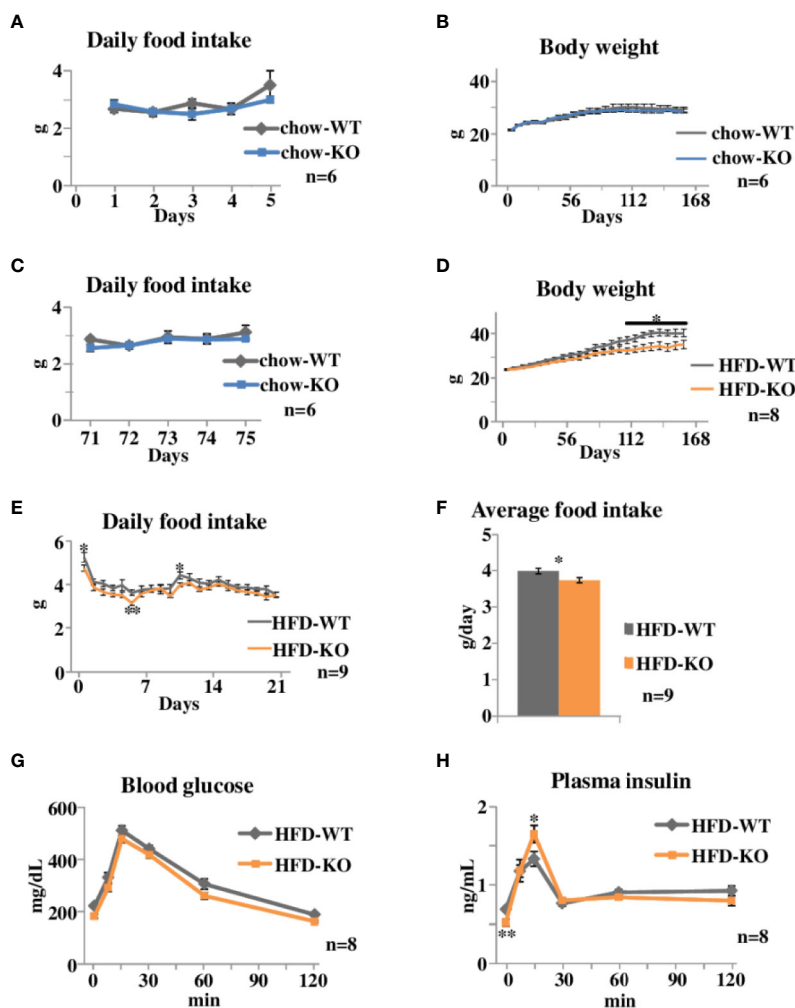 A
Daily food intake
4
2
0
g
0 1 2 3 4 5
Days
chow-WT
chow-KO
n=6
B
Body weight
40
20
0
g
0 56 112 168
Days
chow-WT
chow-KO
n=6
C
Daily food intake
4
2
0
g
71 72 73 74 75
Days
chow-WT
chow-KO
n=6
D
Body weight
*
40
20
0
g
0 56 112 168
Days
HFD-WT
HFD-KO
n=8
E
Daily food intake
6
4
2
0
g
* ** *
0 7 14 21
Days
HFD-WT
HFD-KO
n=9
F
Average food intake
5
4
3
2
1
0
g/day
*
HFD-WT
HFD-KO
n=9
G
Blood glucose
600
400
200
0
mg/dL
0 30 60 90 120
min
HFD-WT
HFD-KO
n=8
H
Plasma insulin
2
1
0
ng/mL
*
**
0 30 60 90 120
min
HFD-WT
HFD-KO
n=8